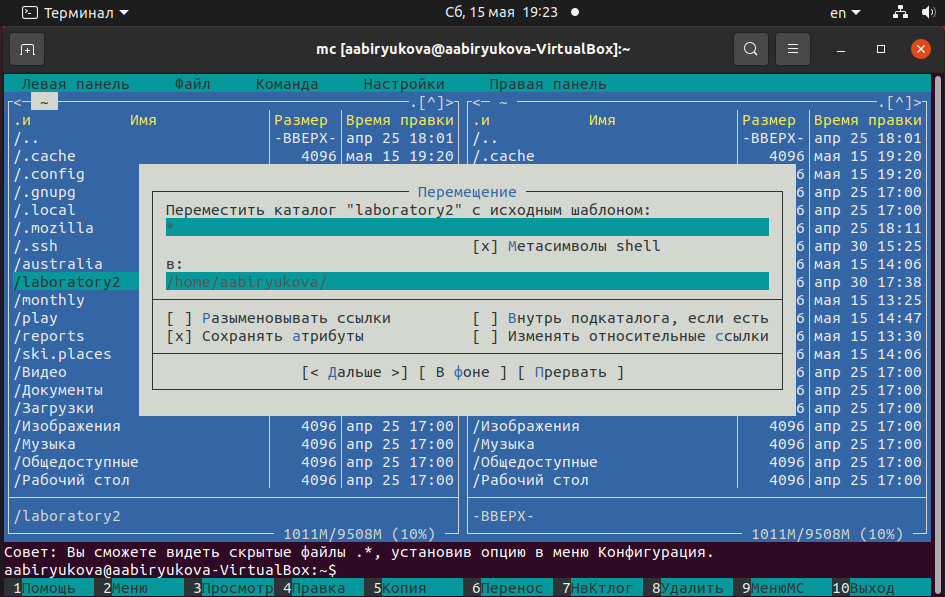 Терминал Сб, 15 мая 19:23 en
mc [aabiryukova@aabiryukova-VirtualBox]:~
Левая панель Файл Команда Настройки Правая панель
<─ ~ .[^]> <─ ~ .[^]>
.и Имя Размер Время правки .и Имя Размер Время правки
/.. -ВВЕРХ- апр 25 18:01 /.. -ВВЕРХ- апр 25 18:01
/.cache 4096 мая 15 19:20 /.cache 4096 мая 15 19:20
/.config 6 мая 15 19:20
/.gnupg 6 апр 25 17:00
/.local 6 апр 25 17:00
/.mozilla 6 апр 25 18:11
/.ssh 6 апр 30 15:25
/australia 6 мая 15 14:06
/laboratory2 6 апр 30 17:38
/monthly 6 мая 15 13:25
/play 6 мая 15 14:47
/reports 6 мая 15 13:30
/ski.places 6 мая 15 14:06
/Видео 6 апр 25 17:00
/Документы 6 апр 25 17:00
/Загрузки 6 апр 25 17:00
/Изображения 4096 апр 25 17:00 /Изображения 4096 апр 25 17:00
/Музыка 4096 апр 25 17:00 /Музыка 4096 апр 25 17:00
/Общедоступные 4096 апр 25 17:00 /Общедоступные 4096 апр 25 17:00
/Рабочий стол 4096 апр 25 17:00 /Рабочий стол 4096 апр 25 17:00
/laboratory2 -ВВЕРХ-
1011M/9508M (10%) 1011M/9508M (10%)
Перемещение
Переместить каталог "laboratory2" с исходным шаблоном:
*
[x] Метасимволы shell
в:
/home/aabiryukova/
[ ] Разыменовывать ссылки [ ] Внутрь подкаталога, если есть
[x] Сохранять атрибуты [ ] Изменять относительные ссылки
[< Дальше >] [ В фоне ] [ Прервать ]
Совет: Вы сможете видеть скрытые файлы .*, установив опцию в меню Конфигурация.
aabiryukova@aabiryukova-VirtualBox:~$
1Помощь 2Меню 3Просмотр 4Правка 5Копия 6Перенос 7НвКтлог 8Удалить 9МенюMC 10Выход